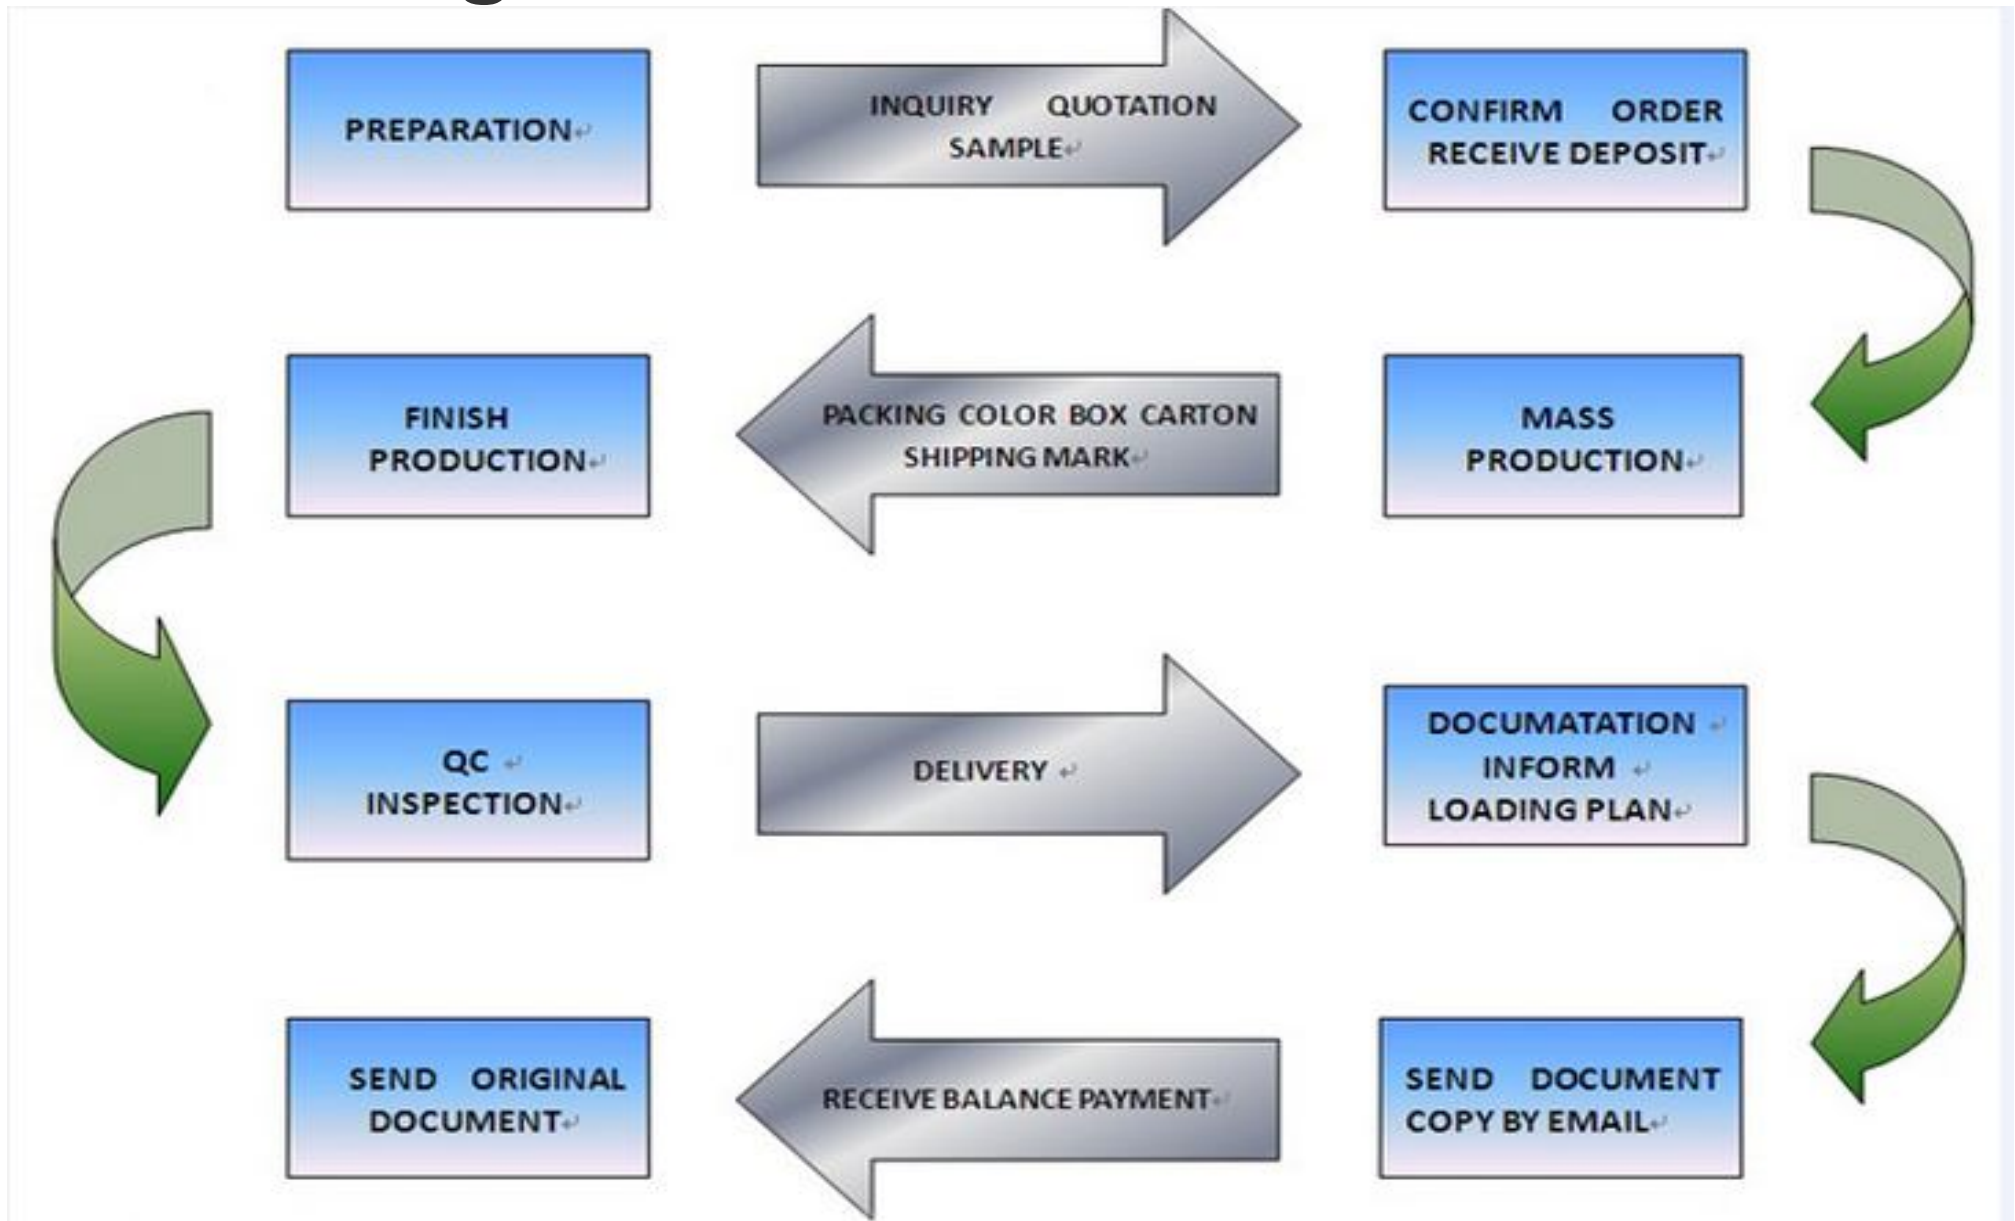 PREPARATION
INQUIRY QUOTATION
SAMPLE
CONFIRM ORDER
RECEIVE DEPOSIT
MASS
PRODUCTION
PACKING COLOR BOX CARTON
SHIPPING MARK
FINISH
PRODUCTION
QC
INSPECTION
DELIVERY
DOCUMATATION
INFORM
LOADING PLAN
SEND DOCUMENT
COPY BY EMAIL
RECEIVE BALANCE PAYMENT
SEND ORIGINAL
DOCUMENT